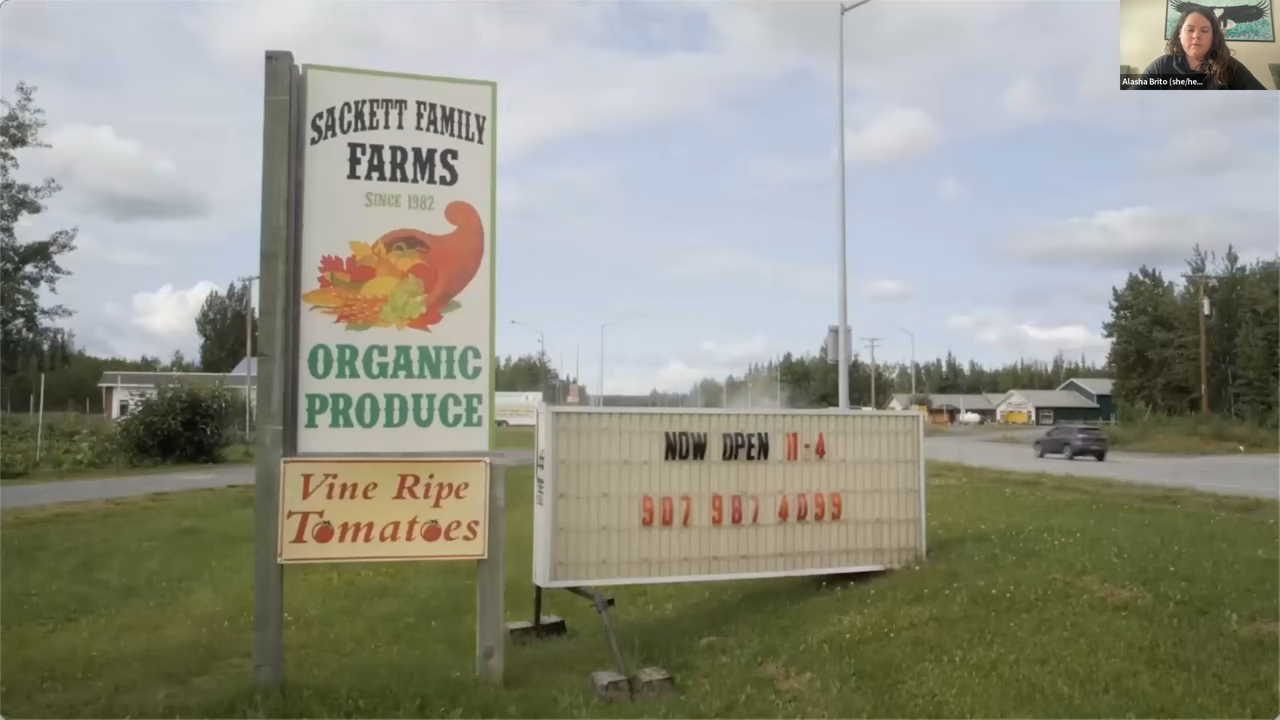 SACKETT FAMILY
FARMS
SINCE 1982
ORGANIC
PRODUCE
Vine Ripe
Tomatoes
NOW OPEN 11-4
907 987 4099
Alasha Brito (she/he...